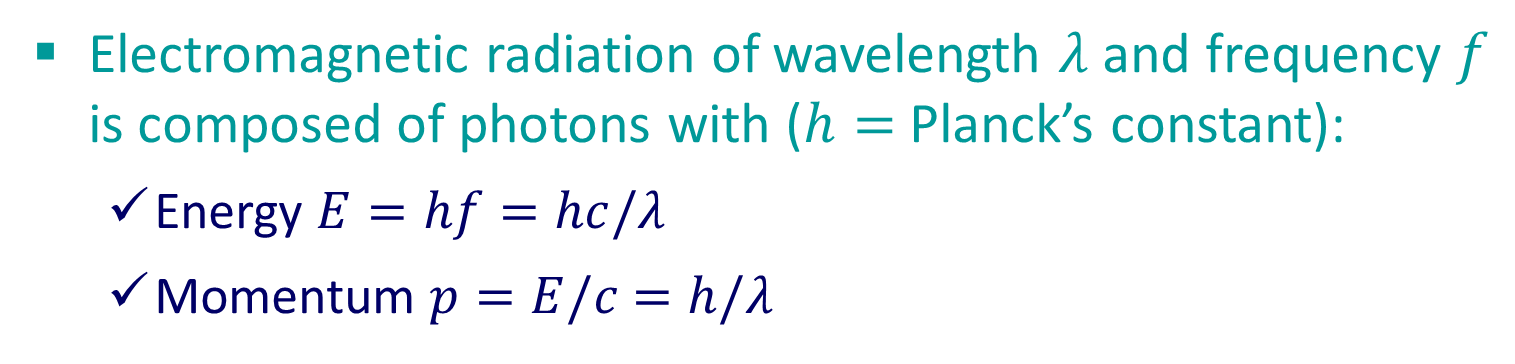 ▪ Electromagnetic radiation of wavelength λ and frequency f
is composed of photons with (h = Planck’s constant):
✓ Energy E = hf = hc/λ
✓ Momentum p = E/c = h/λ